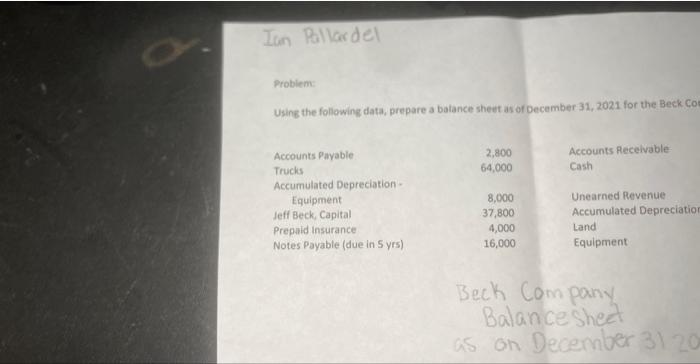 Ian Pallardel
Problem:
Using the following data, prepare a balance sheet as of December 31, 2021 for the Beck
Accounts Payable 2,800 Accounts Receivable
Trucks 64,000 Cash
Accumulated Depreciation -
Equipment 8,000 Unearned Revenue
Jeff Beck, Capital 37,800 Accumulated Depreciation
Prepaid Insurance 4,000 Land
Notes Payable (due in 5 yrs) 16,000 Equipment
Beck Company
Balance Sheet
as on December 31 20